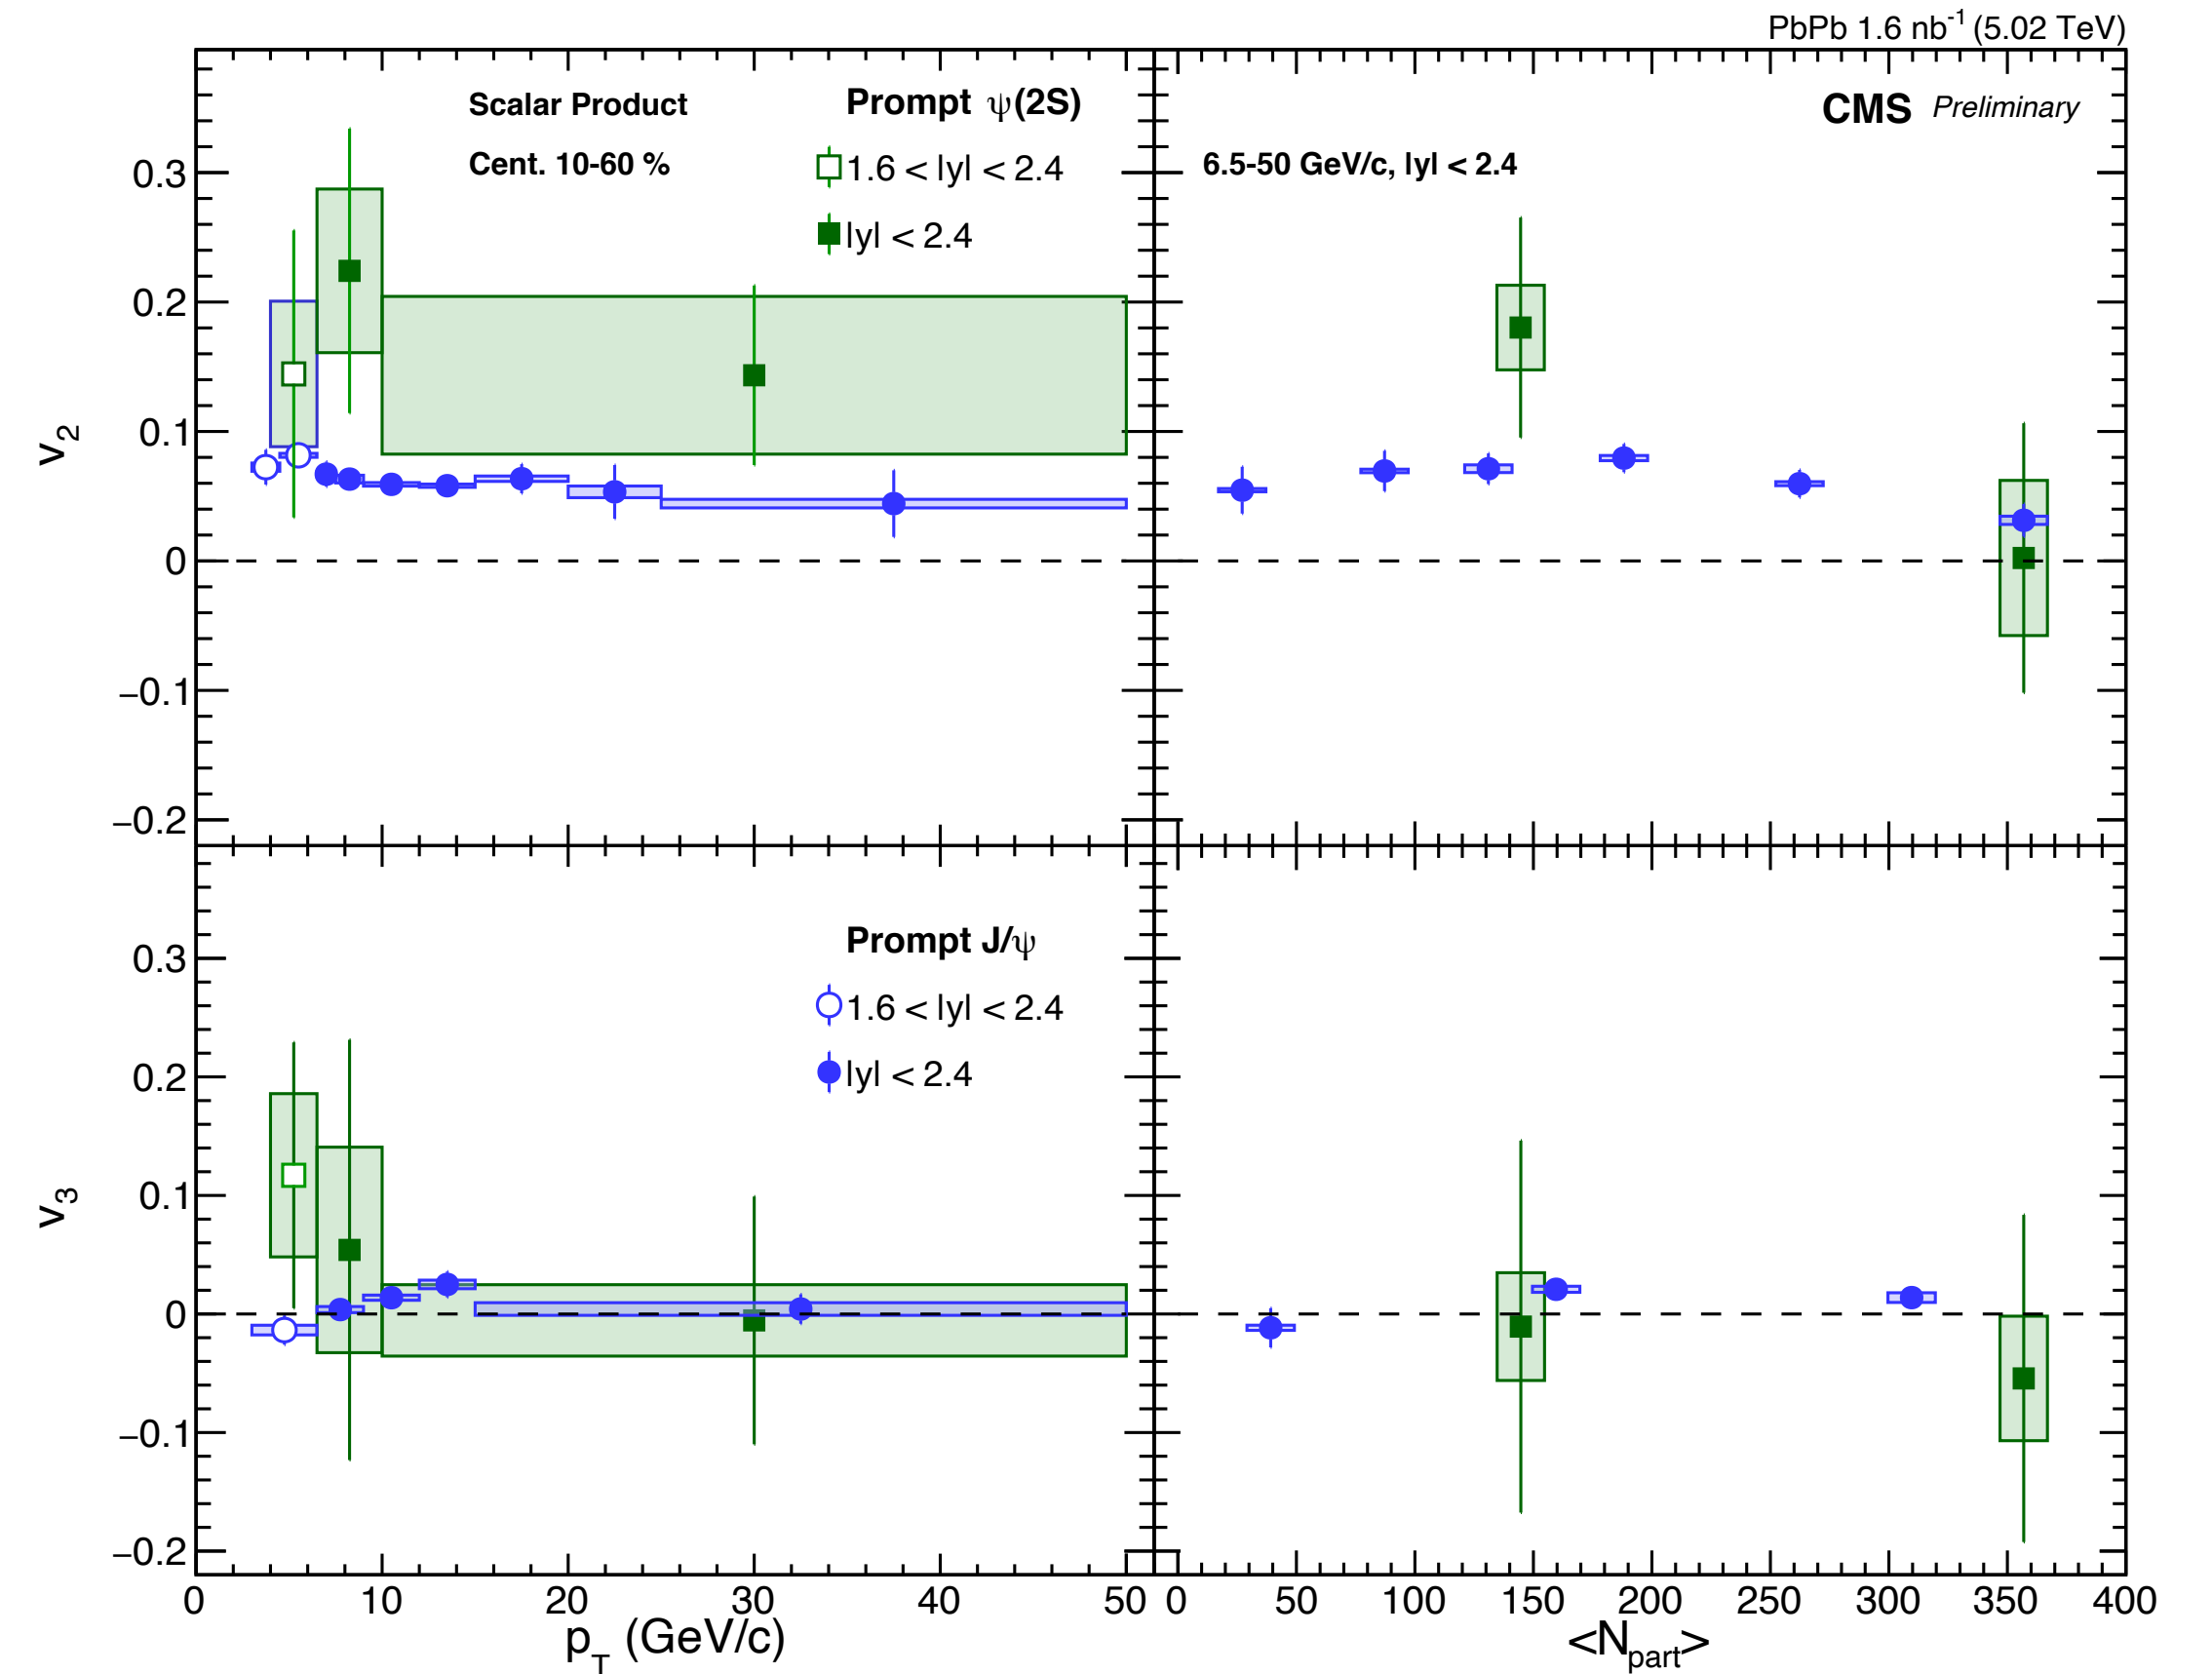 PbPb 1.6 nb⁻¹ (5.02 TeV)
Scalar Product
Cent. 10-60 %
Prompt ψ(2S)
1.6 < |y| < 2.4
|y| < 2.4
CMS Preliminary
6.5-50 GeV/c, |y| < 2.4
0.3
0.2
0.1
0
−0.1
−0.2
v₂
Prompt J/ψ
1.6 < |y| < 2.4
|y| < 2.4
0.3
0.2
0.1
0
−0.1
−0.2
v₃
0 10 20 30 40 50
0 50 100 150 200 250 300 350 400
p_T (GeV/c)
<N_part>